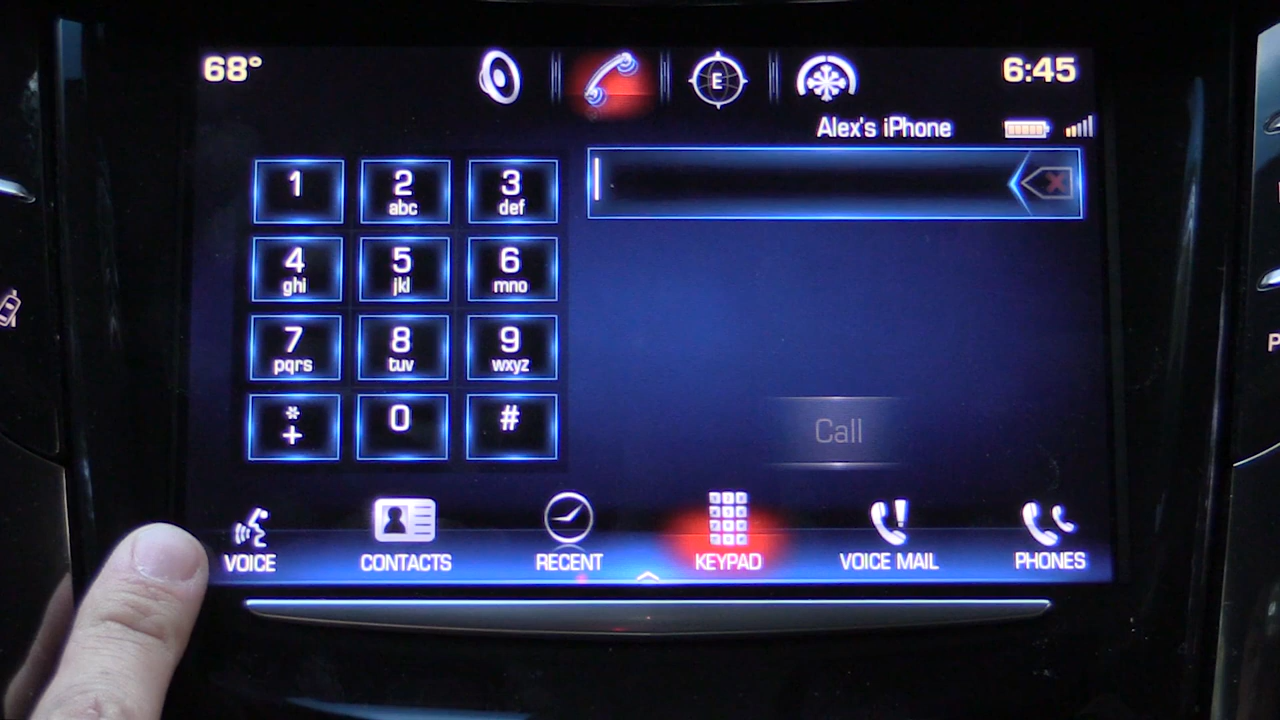 68°
E
6:45
Alex's iPhone
1
2
abc
3
def
4
ghi
5
jkl
6
mno
7
pqrs
8
tuv
9
wxyz
*
+
0
#
Call
VOICE
CONTACTS
RECENT
KEYPAD
VOICE MAIL
PHONES
P